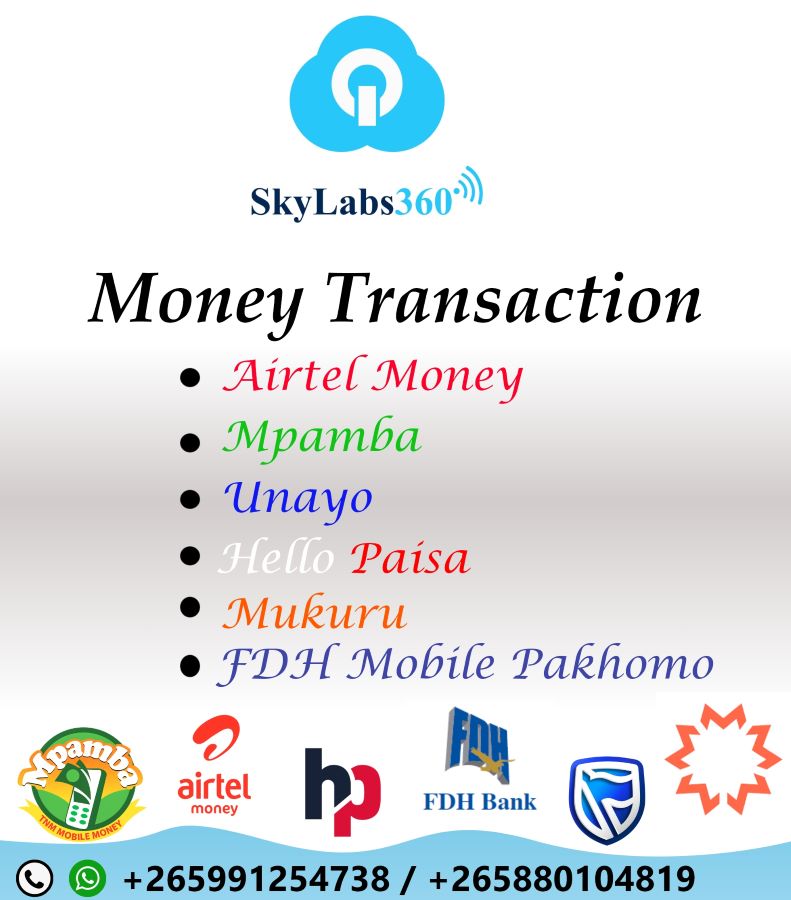 SkyLabs360
Money Transaction
• Airtel Money
• Mpamba
• Unayo
• Hello Paisa
• Mukuru
• FDH Mobile Pakhomo
Mpamba
TNM MOBILE MONEY
airtel
money
hp
FDH
FDH Bank
+265991254738 / +265880104819